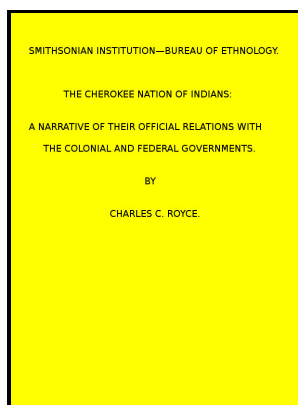 SMITHSONIAN INSTITUTION—BUREAU OF ETHNOLOGY.
THE CHEROKEE NATION OF INDIANS:
A NARRATIVE OF THEIR OFFICIAL RELATIONS WITH
THE COLONIAL AND FEDERAL GOVERNMENTS.
BY
CHARLES C. ROYCE.